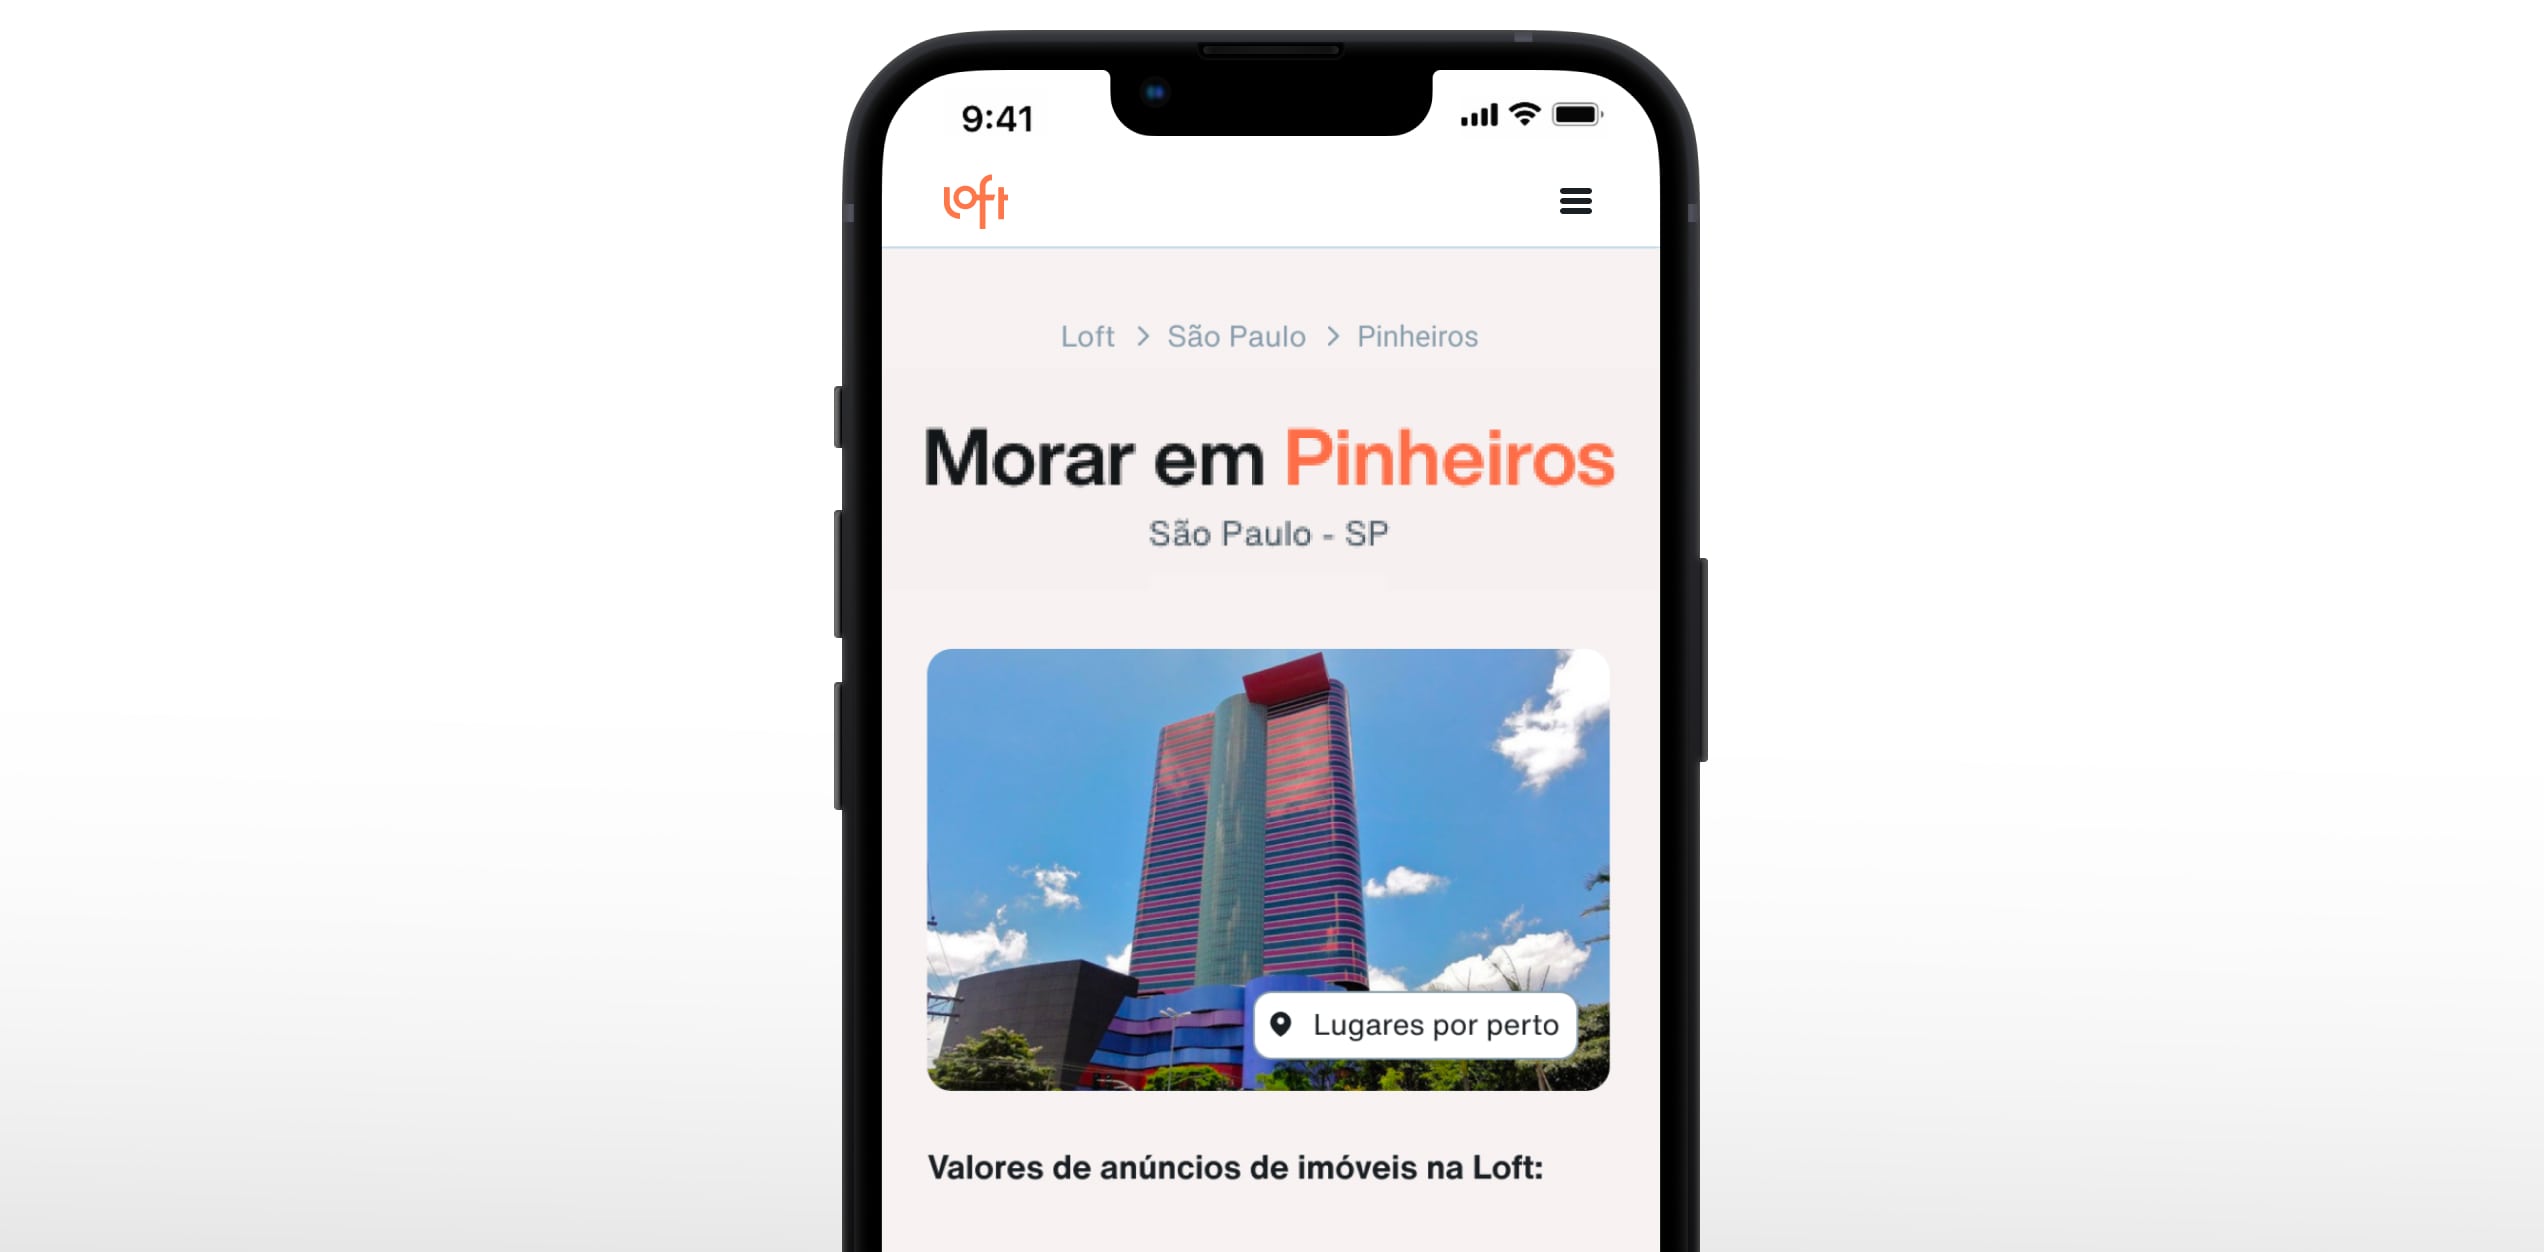 9:41
Loft
Loft > São Paulo > Pinheiros
Morar em Pinheiros
São Paulo - SP
Lugares por perto
Valores de anúncios de imóveis na Loft: